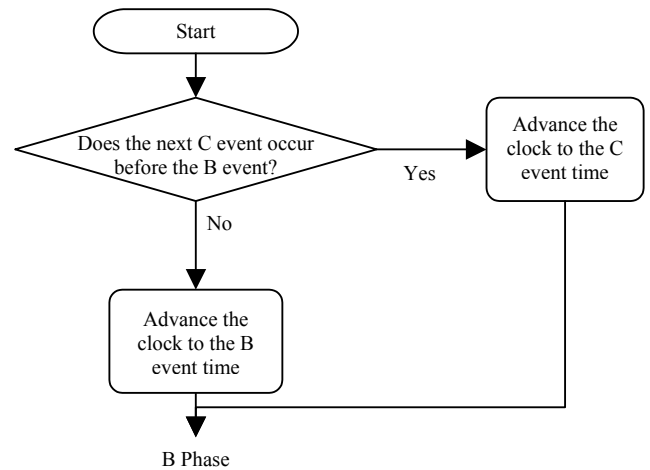 Start
Does the next C event occur
before the B event?
Yes
Advance the
clock to the C
event time
No
Advance the
clock to the B
event time
B Phase